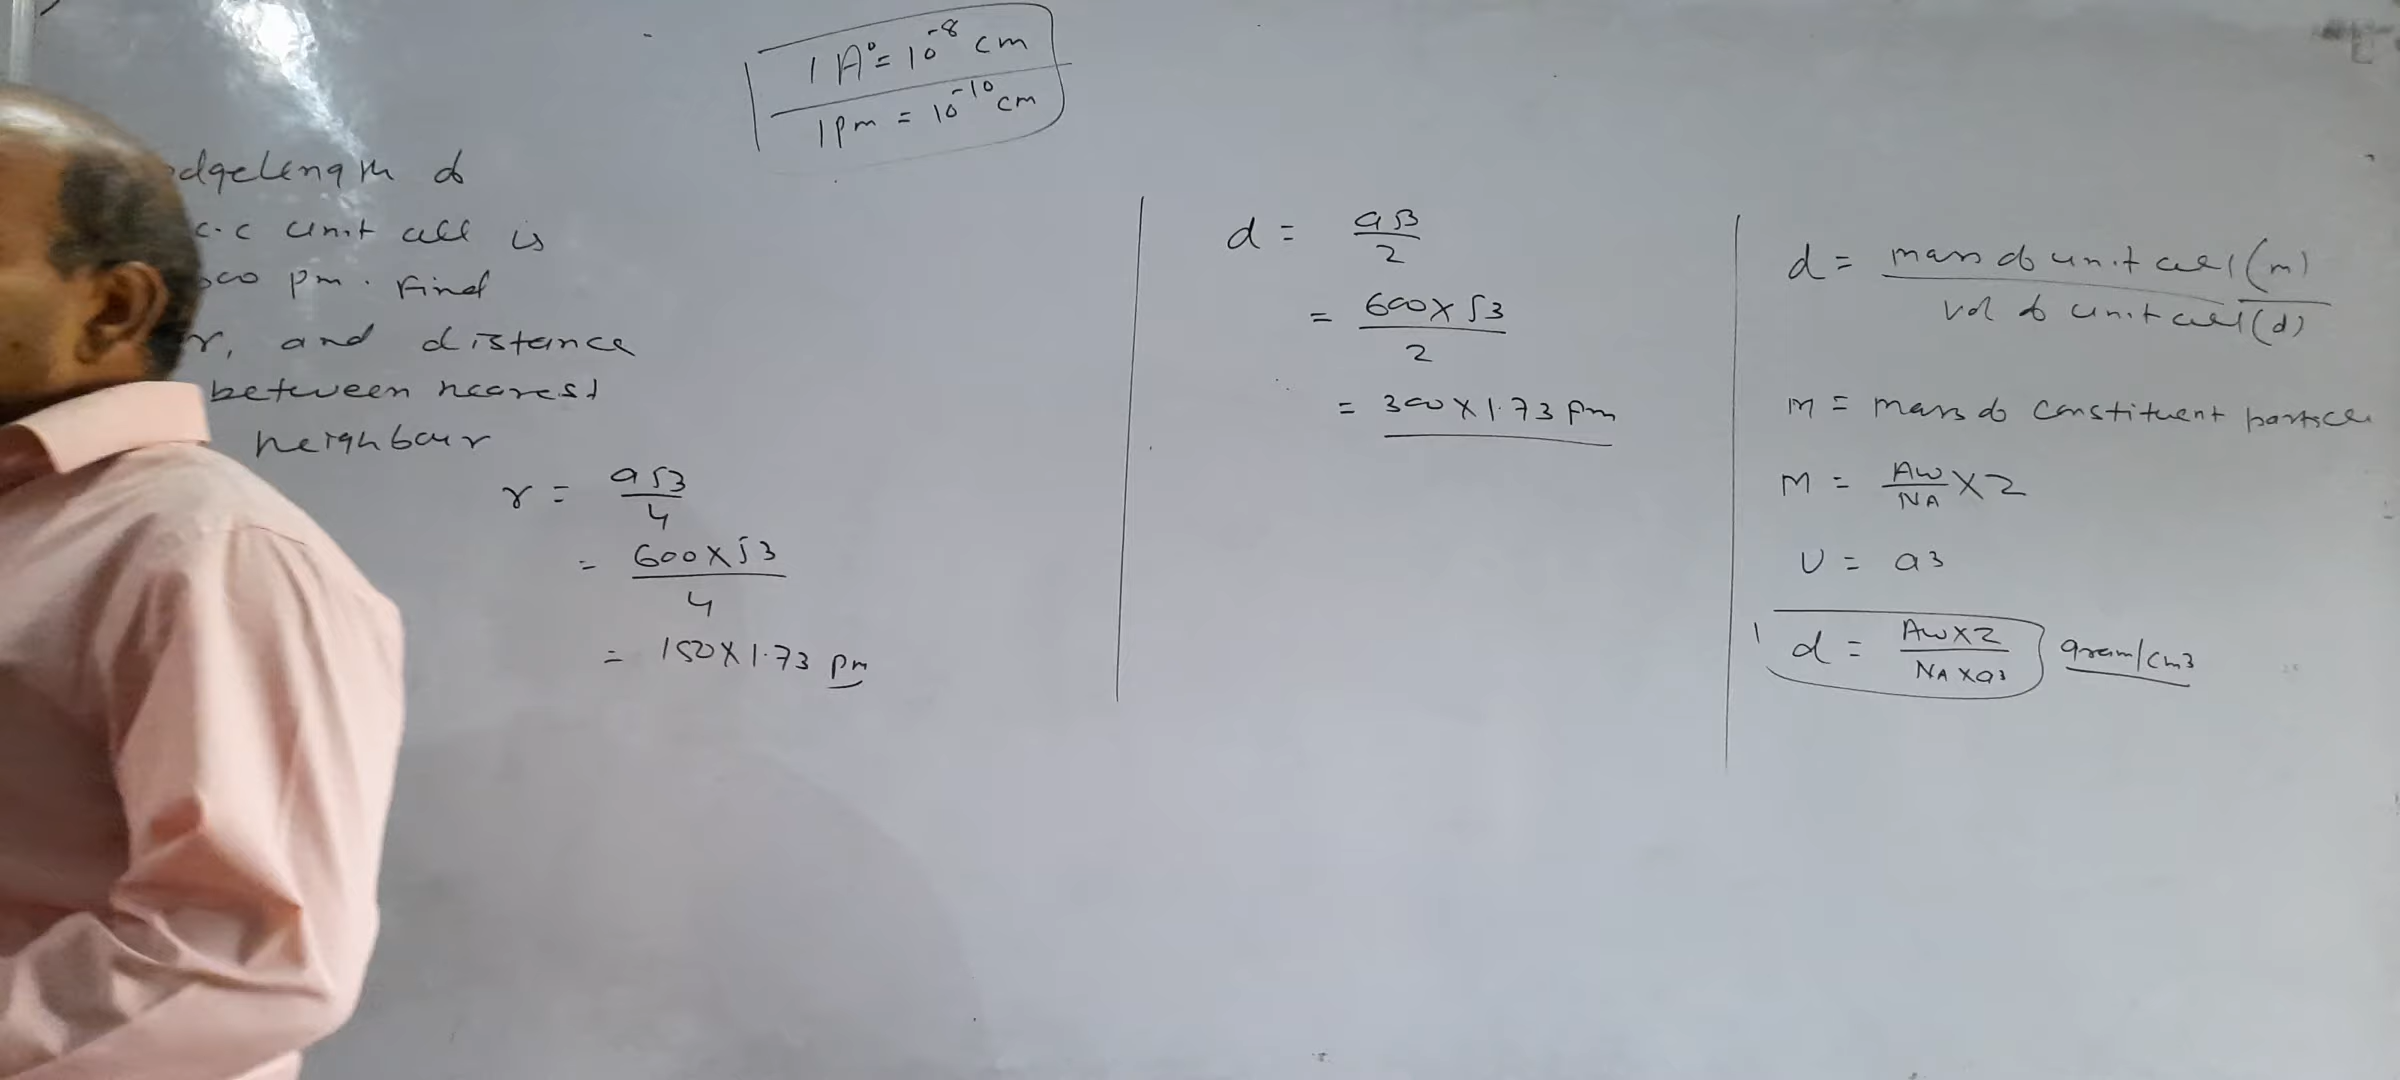 1 A° = 10⁻⁸ cm
1 Pm = 10⁻¹⁰ cm
edgelength of
c.c unit cell is
600 pm. Find
r, and distance
between nearest
neighbour
r = a√3/4
= 600×√3/4
= 150×1.73 pm
d = a√3/2
= 600×√3/2
= 300×1.73 pm
d = mass of unit cell (m)/vol of unit cell (d)
m = mass of constituent particle
M = Aw/NA × Z
V = a3
d = Aw×Z/NA×a3 gram/cm3